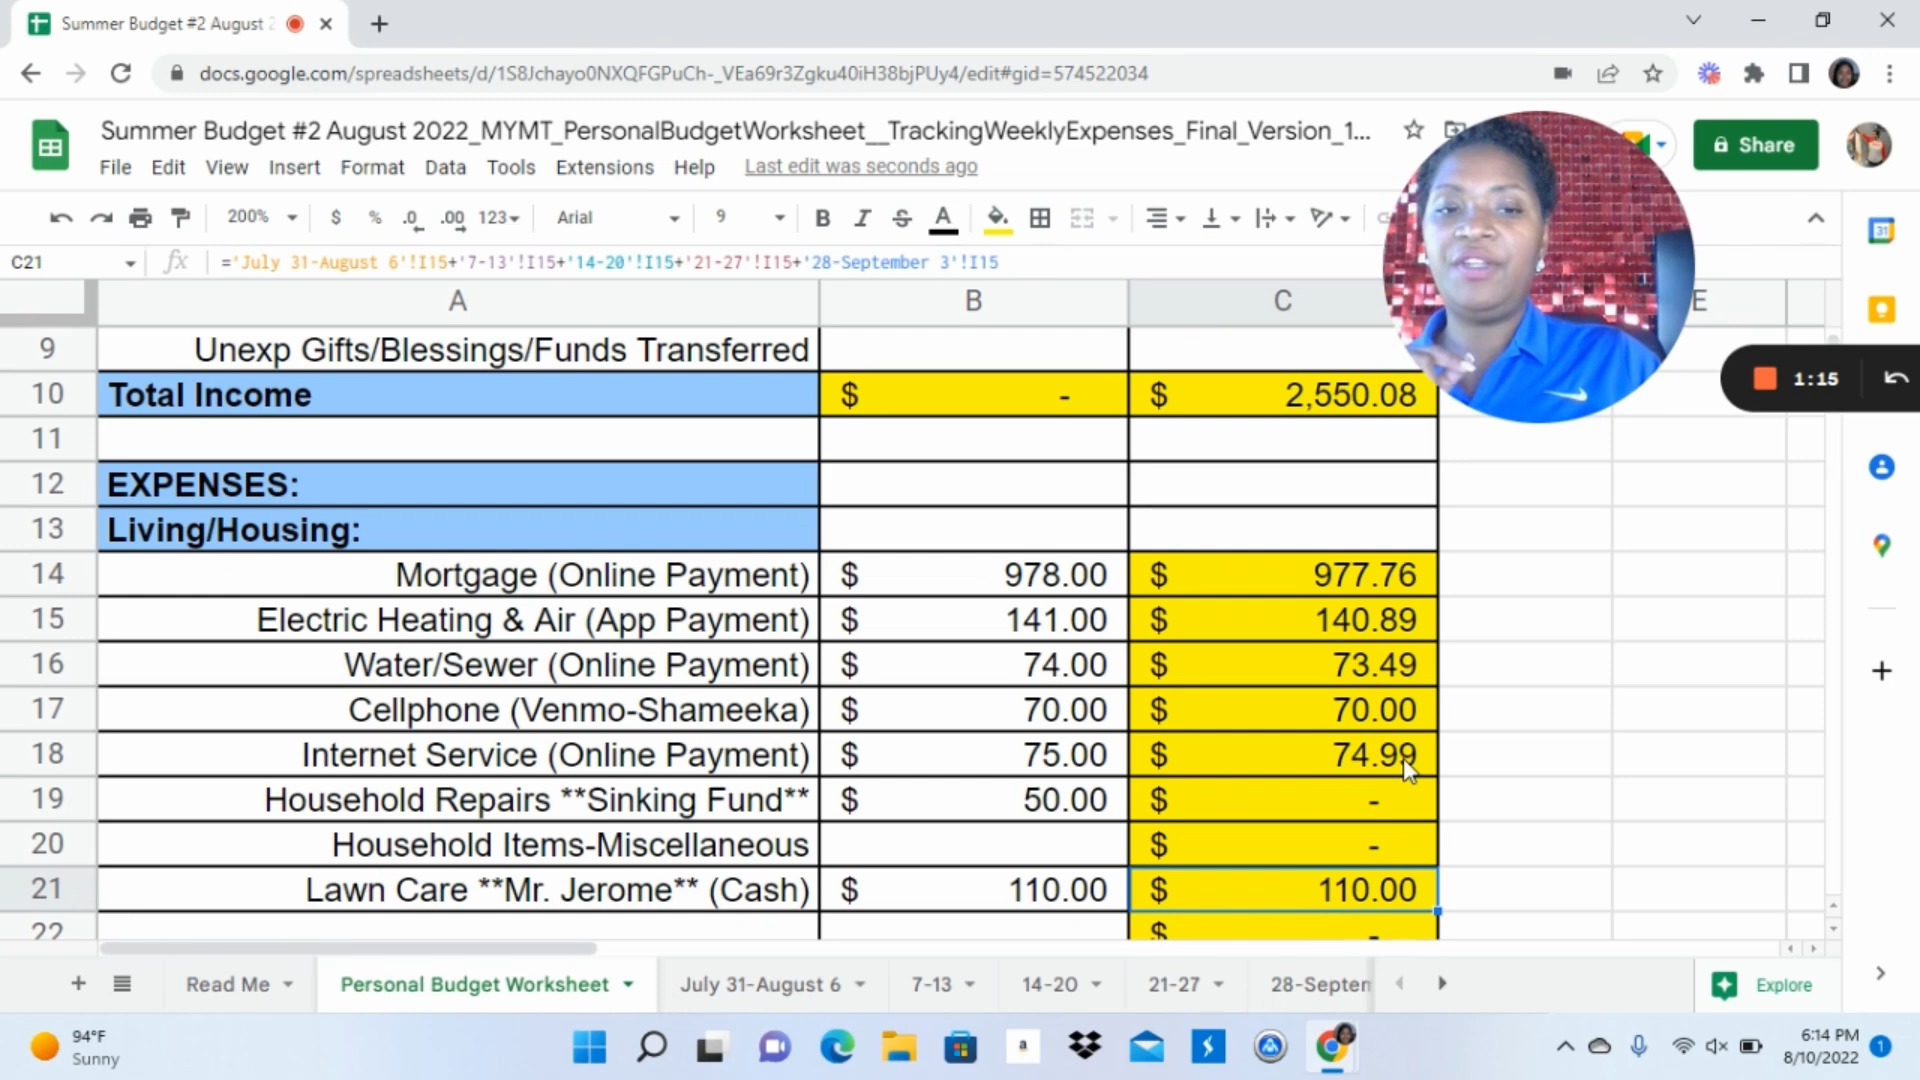 Summer Budget #2 August 2
docs.google.com/spreadsheets/d/1S8Jchayo0NXQFGPuCh-_VEa69r3Zgku40iH38bjPUy4/edit#gid=574522034
Summer Budget #2 August 2022_MYMT_PersonalBudgetWorksheet__TrackingWeeklyExpenses_Final_Version_1...
Share
File Edit View Insert Format Data Tools Extensions Help Last edit was seconds ago
200% $ % .0 .00 123 Arial 9 B I S A
C21 fx ='July 31-August 6'!I15+'7-13'!I15+'14-20'!I15+'21-27'!I15+'28-September 3'!I15
A B C E
9 Unexp Gifts/Blessings/Funds Transferred
10 Total Income $ - $ 2,550.08
1:15
11
12 EXPENSES:
13 Living/Housing:
14 Mortgage (Online Payment) $ 978.00 $ 977.76
15 Electric Heating & Air (App Payment) $ 141.00 $ 140.89
16 Water/Sewer (Online Payment) $ 74.00 $ 73.49
17 Cellphone (Venmo-Shameeka) $ 70.00 $ 70.00
18 Internet Service (Online Payment) $ 75.00 $ 74.99
19 Household Repairs **Sinking Fund** $ 50.00 $ -
20 Household Items-Miscellaneous $ -
21 Lawn Care **Mr. Jerome** (Cash) $ 110.00 $ 110.00
22 $ -
Read Me Personal Budget Worksheet July 31-August 6 7-13 14-20 21-27 28-Septen Explore
94°F
Sunny
6:14 PM
8/10/2022
1
31
a